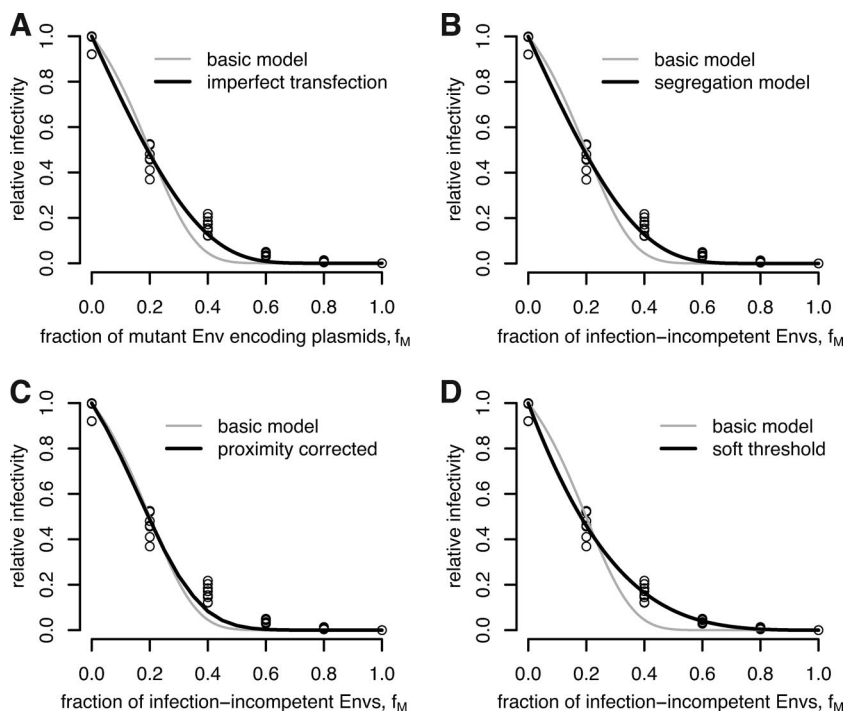 A
basic model
imperfect transfection
relative infectivity
0.0 0.2 0.4 0.6 0.8 1.0
0.0 0.2 0.4 0.6 0.8 1.0
fraction of mutant Env encoding plasmids, fM
B
basic model
segregation model
relative infectivity
0.0 0.2 0.4 0.6 0.8 1.0
0.0 0.2 0.4 0.6 0.8 1.0
fraction of infection−incompetent Envs, fM
C
basic model
proximity corrected
relative infectivity
0.0 0.2 0.4 0.6 0.8 1.0
0.0 0.2 0.4 0.6 0.8 1.0
fraction of infection−incompetent Envs, fM
D
basic model
soft threshold
relative infectivity
0.0 0.2 0.4 0.6 0.8 1.0
0.0 0.2 0.4 0.6 0.8 1.0
fraction of infection−incompetent Envs, fM